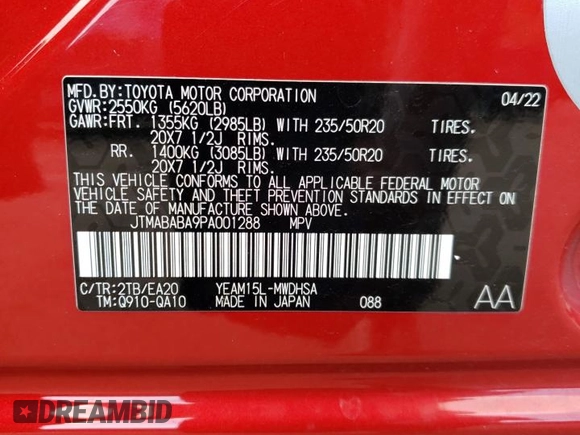 MFD.BY:TOYOTA MOTOR CORPORATION 04/22
GVWR:2550KG (5620LB)
GAWR:FRT. 1355KG (2985LB) WITH 235/50R20 TIRES.
20X7 1/2J RIMS.
RR. 1400KG (3085LB) WITH 235/50R20 TIRES.
20X7 1/2J RIMS.
THIS VEHICLE CONFORMS TO ALL APPLICABLE FEDERAL MOTOR
VEHICLE SAFETY AND THEFT PREVENTION STANDARDS IN EFFECT
ON THE DATE OF MANUFACTURE SHOWN ABOVE.
JTMABABA9PA001288 MPV
C/TR:2TB/EA20 YEAM15L-MWDHSA
TM:Q910-QA10 MADE IN JAPAN 088 AA
DREAMBID